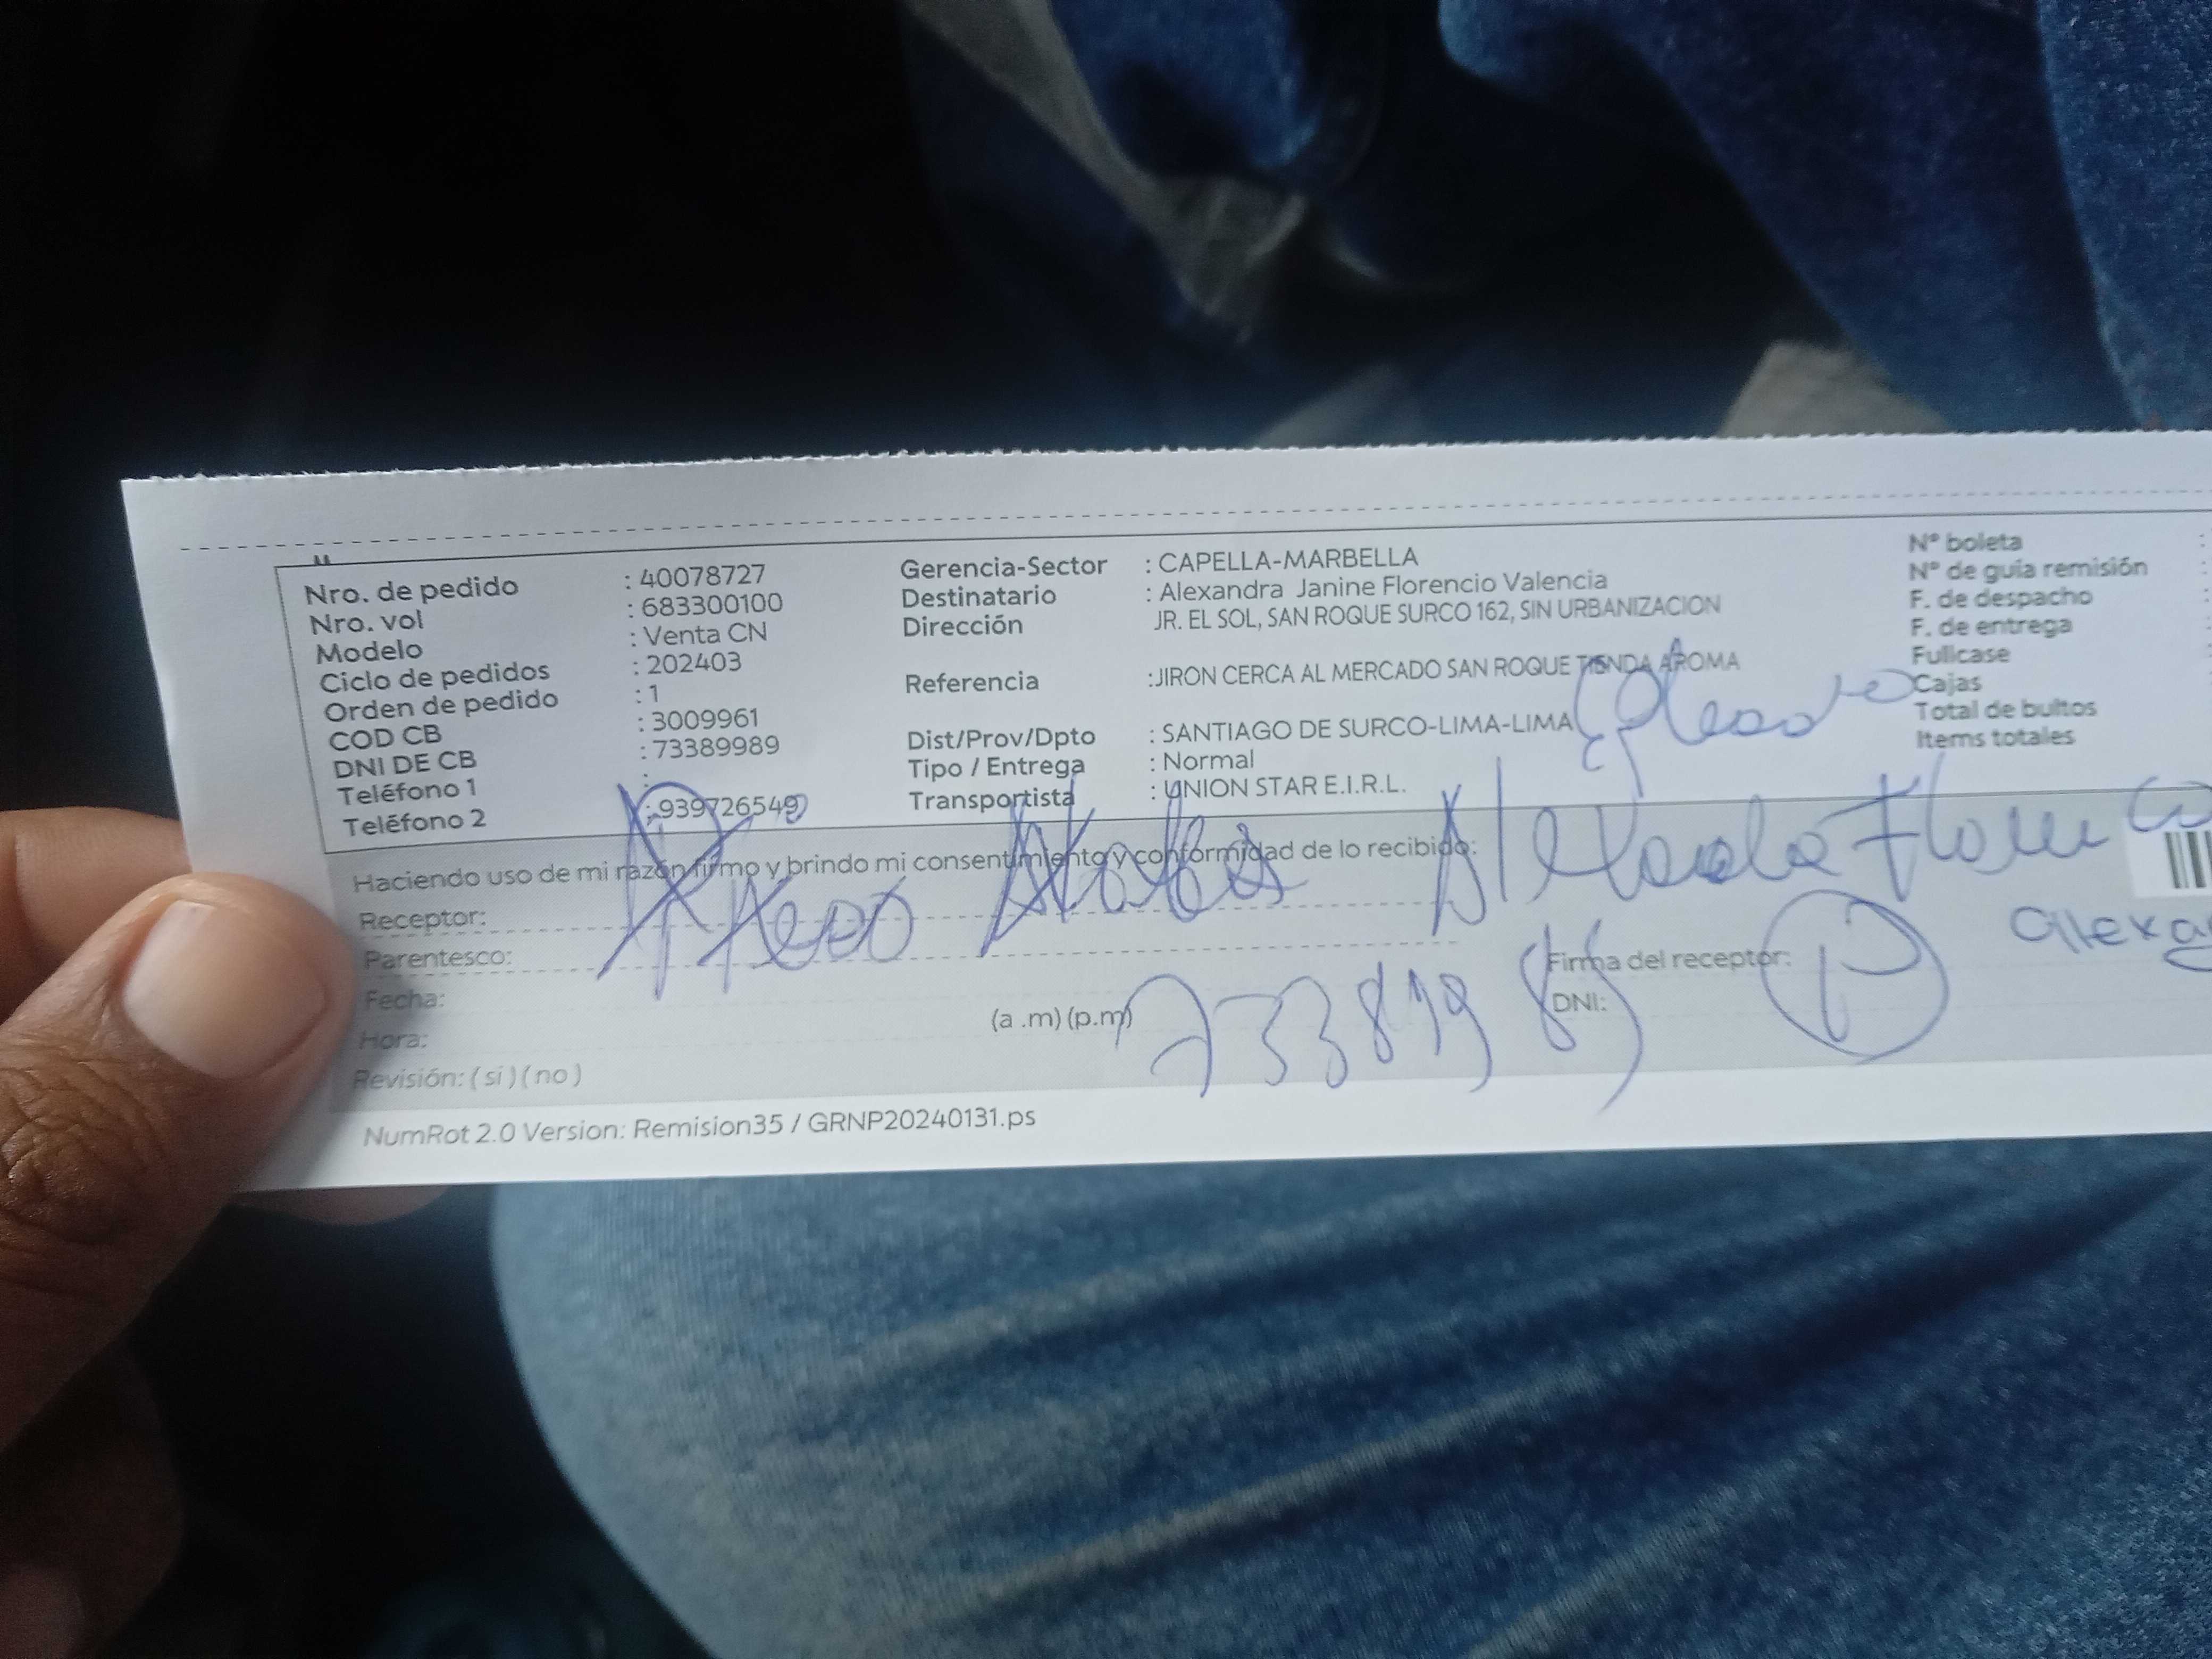 Nro. de pedido : 40078727
Nro. vol : 683300100
Modelo : Venta CN
Ciclo de pedidos : 202403
Orden de pedido : 1
COD CB : 3009961
DNI DE CB : 73389989
Teléfono 1 :
Teléfono 2 : 939726549
Gerencia-Sector : CAPELLA-MARBELLA
Destinatario : Alexandra Janine Florencio Valencia
Dirección JR. EL SOL, SAN ROQUE SURCO 162, SIN URBANIZACION
Referencia :JIRON CERCA AL MERCADO SAN ROQUE TIENDA AROMA
Dist/Prov/Dpto : SANTIAGO DE SURCO-LIMA-LIMA
Tipo / Entrega : Normal
Transportista : UNION STAR E.I.R.L.
N° boleta :
N° de guía remisión :
F. de despacho
F. de entrega
Fullcase
Cajas
Total de bultos
Items totales
Haciendo uso de mi razón firmo y brindo mi consentimiento y conformidad de lo recibido:
Receptor:
Parentesco:
Fecha:
Hora: (a .m) (p.m)
Revisión: ( si ) ( no )
Firma del receptor:
DNI:
73389989
P
NumRot 2.0 Version: Remision35 / GRNP20240131.ps